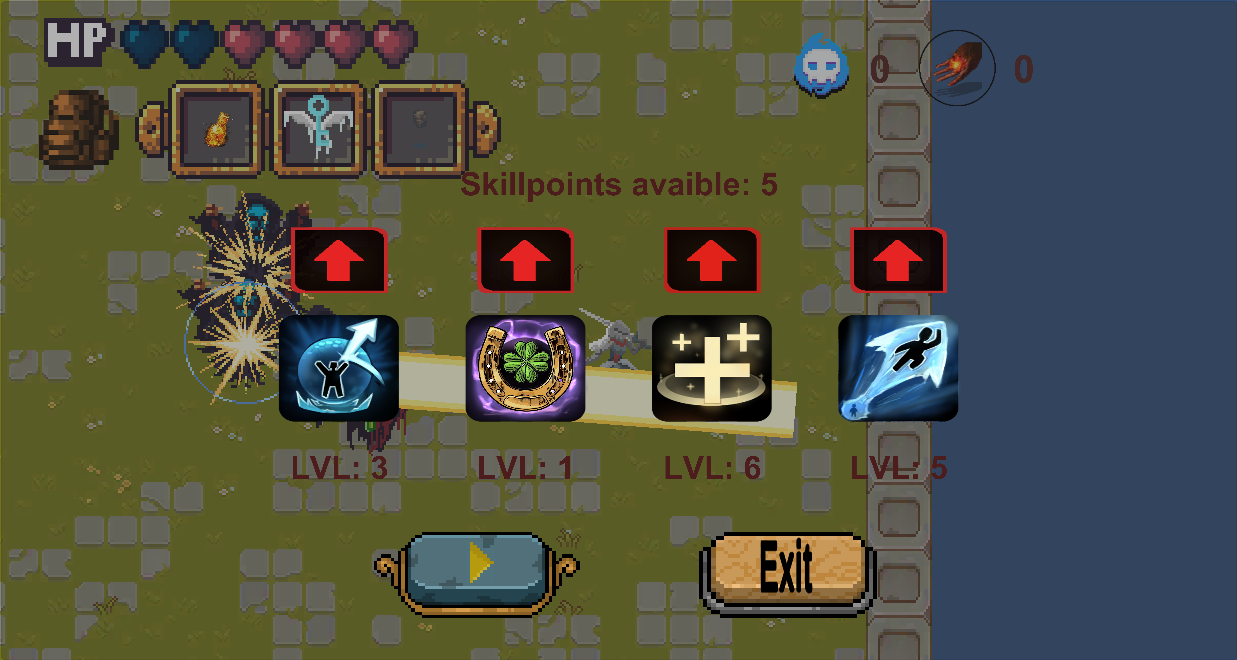 HP
0
0
Skillpoints avaible: 5
LVL: 3
LVL: 1
LVL: 6
LVL: 5
Exit